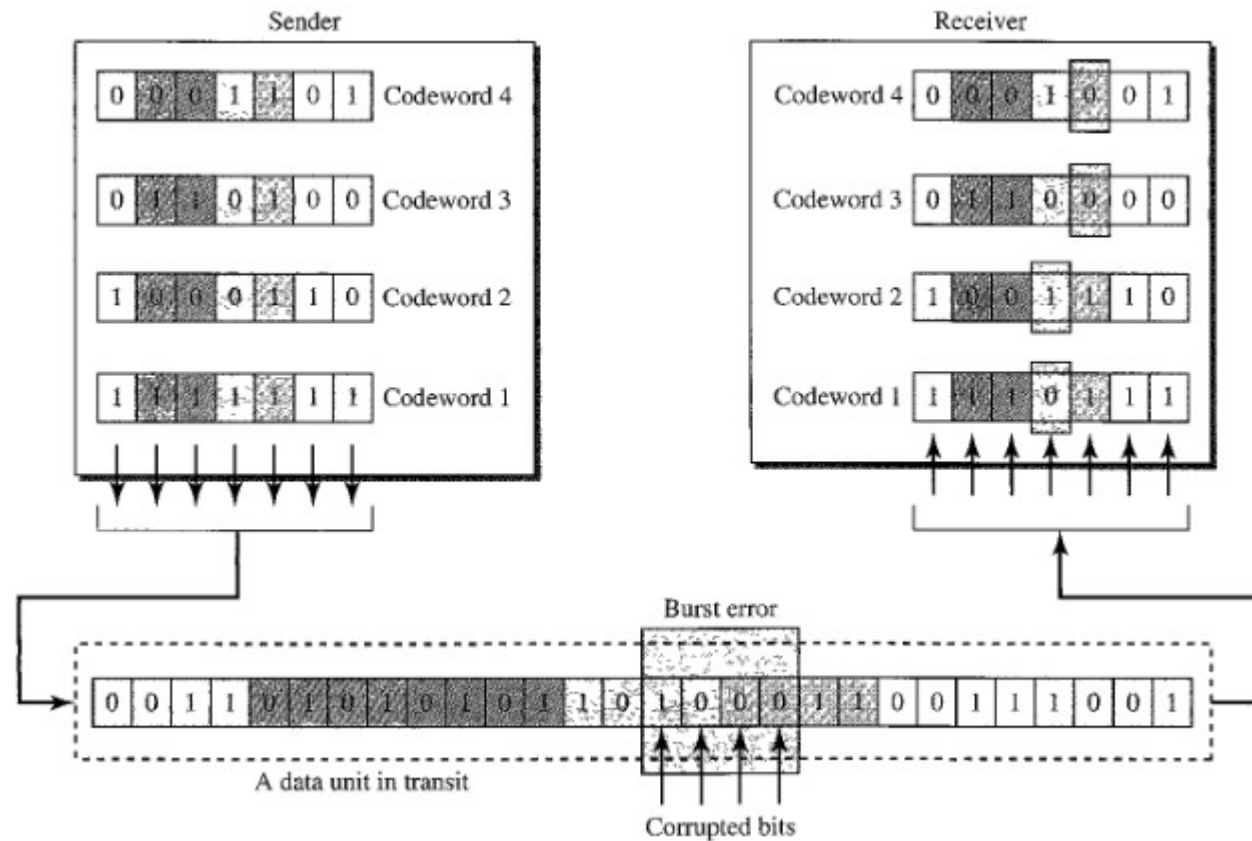 Sender
0 0 0 1 1 0 1 Codeword 4
0 1 1 0 1 0 0 Codeword 3
1 0 0 0 1 1 0 Codeword 2
1 1 1 1 1 1 1 Codeword 1
Receiver
Codeword 4 0 0 0 1 0 0 1
Codeword 3 0 1 1 0 0 0 0
Codeword 2 1 0 0 1 1 1 0
Codeword 1 1 1 1 0 1 1 1
Burst error
0 0 1 1 0 1 0 1 0 1 0 1 1 0 1 0 0 0 1 1 0 0 1 1 1 0 0 1
A data unit in transit
Corrupted bits